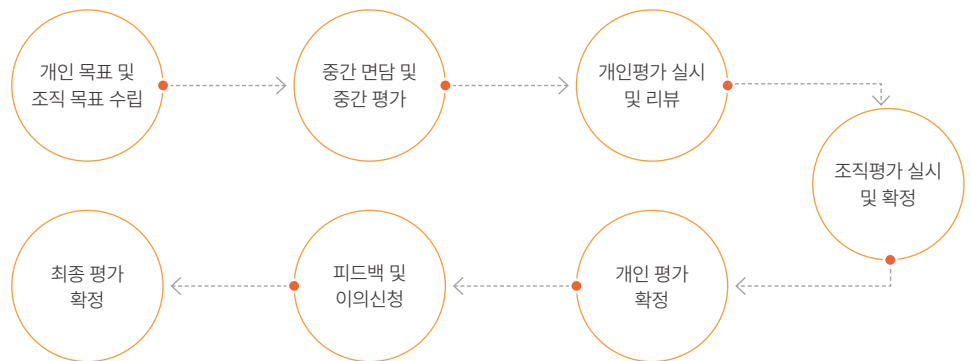 개인 목표 및
조직 목표 수립
중간 면담 및
중간 평가
개인평가 실시
및 리뷰
조직평가 실시
및 확정
개인 평가
확정
피드백 및
이의신청
최종 평가
확정